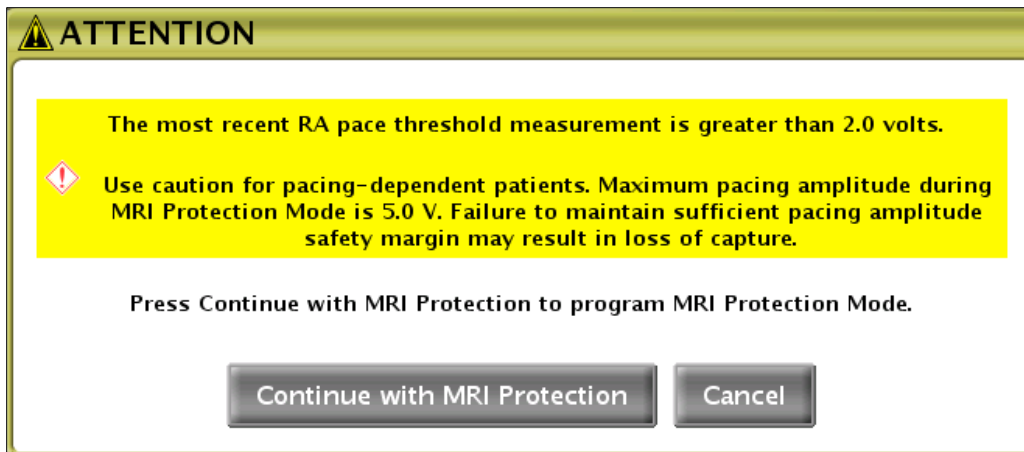 ATTENTION
The most recent RA pace threshold measurement is greater than 2.0 volts.
Use caution for pacing-dependent patients. Maximum pacing amplitude during
MRI Protection Mode is 5.0 V. Failure to maintain sufficient pacing amplitude
safety margin may result in loss of capture.
Press Continue with MRI Protection to program MRI Protection Mode.
Continue with MRI Protection
Cancel